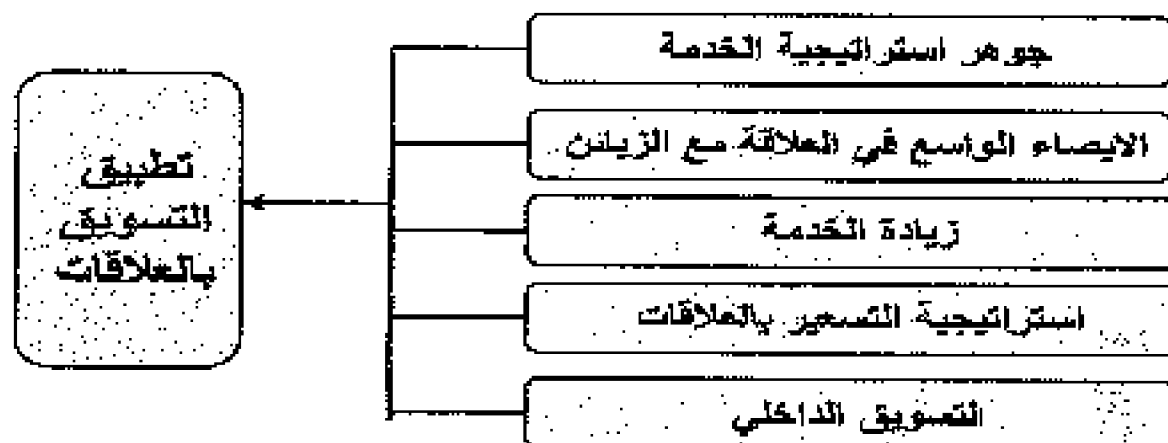 جوهر استراتيجية الخدمة
الايصاء الواسع في العلاقة مع الزبائن
زيادة الخدمة
استراتيجية التسعير بالعلاقات
التسويق الداخلي
تطبيق
التسويق
بالعلاقات